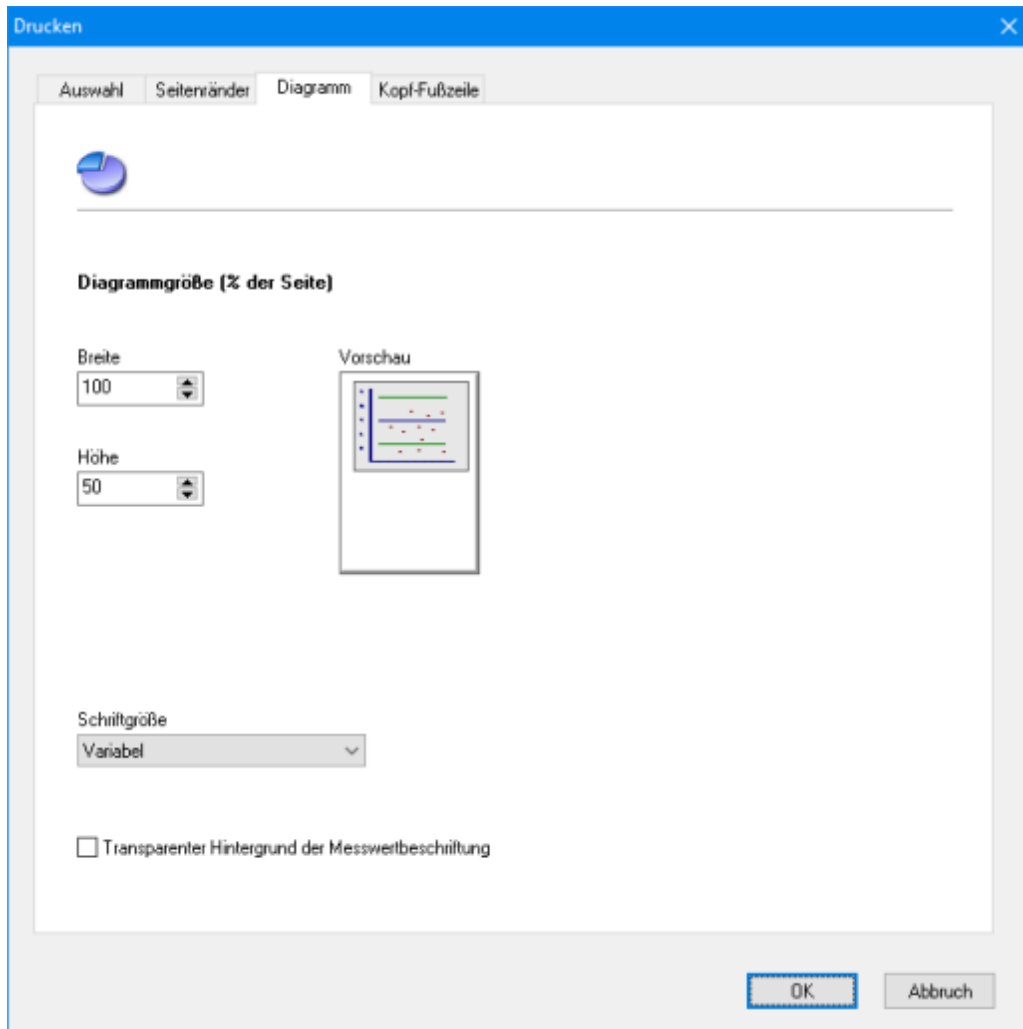 Drucken
Auswahl Seitenränder Diagramm Kopf-Fußzeile
Diagrammgröße (% der Seite)
Breite Vorschau
100
Höhe
50
Schriftgröße
Variabel
Transparenter Hintergrund der Messwertbeschriftung
OK Abbruch